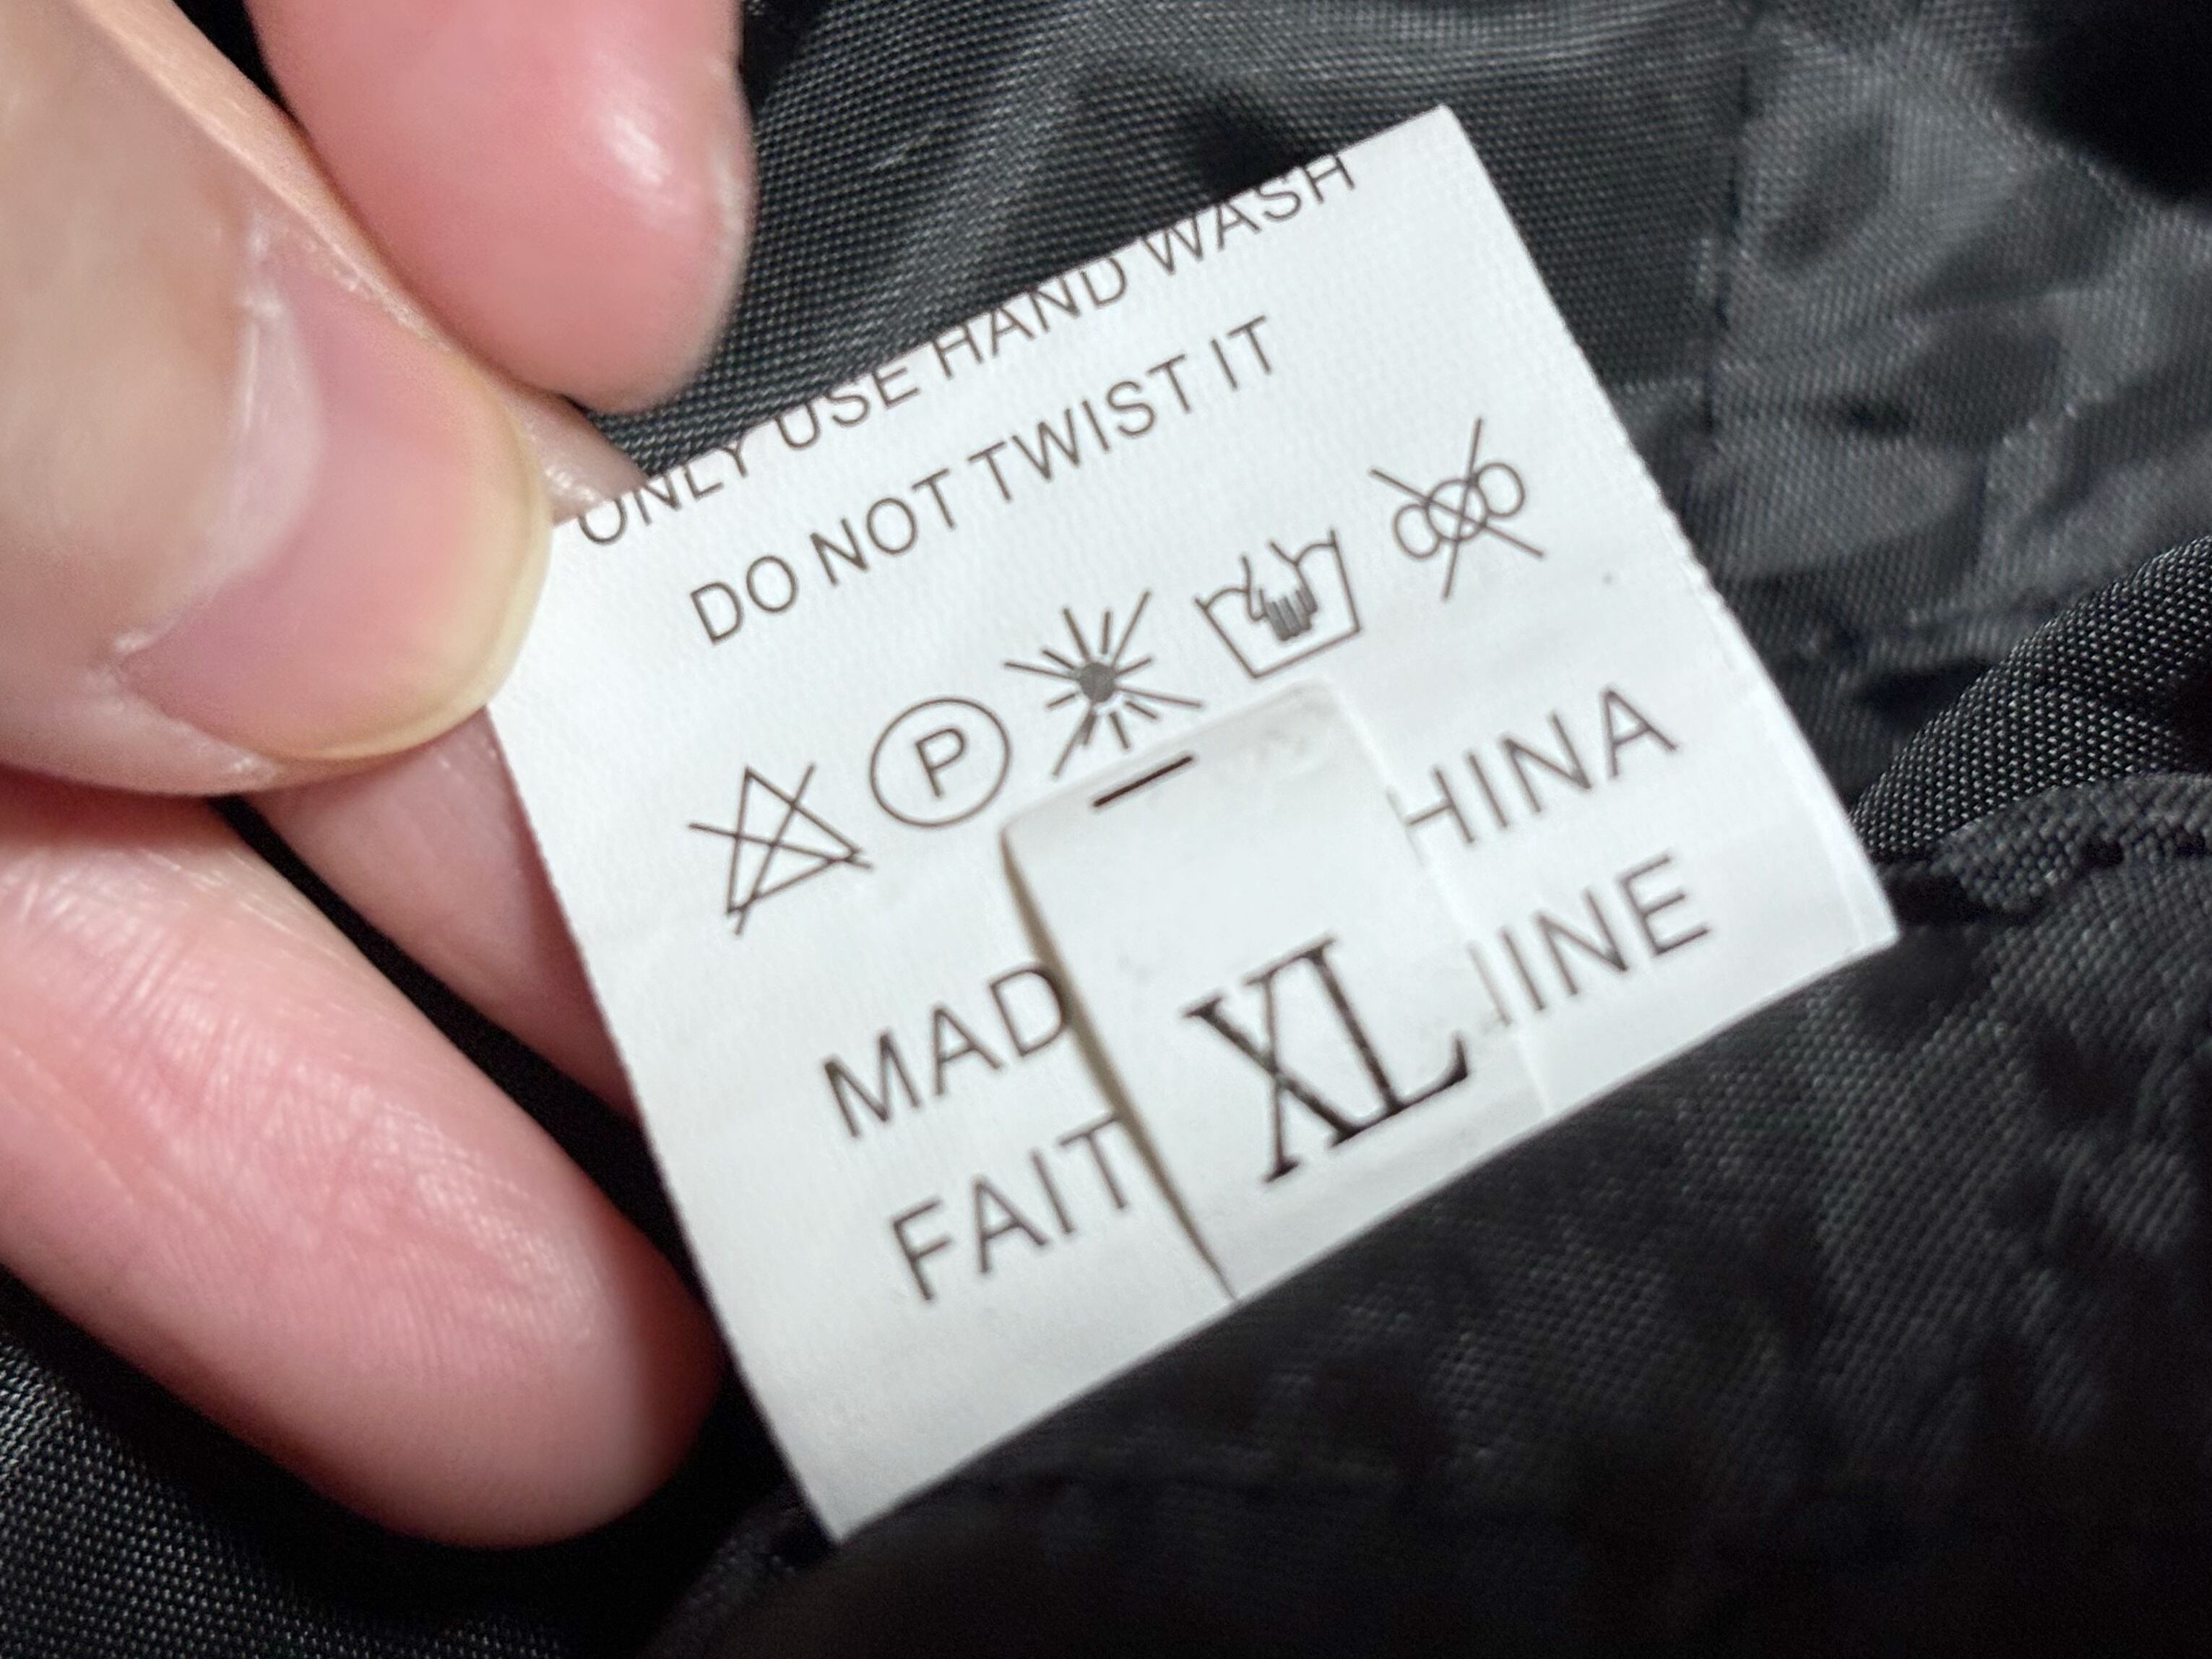 ONLY USE HAND WASH
DO NOT TWIST IT
P
MAD HINA
FAIT INE
XL